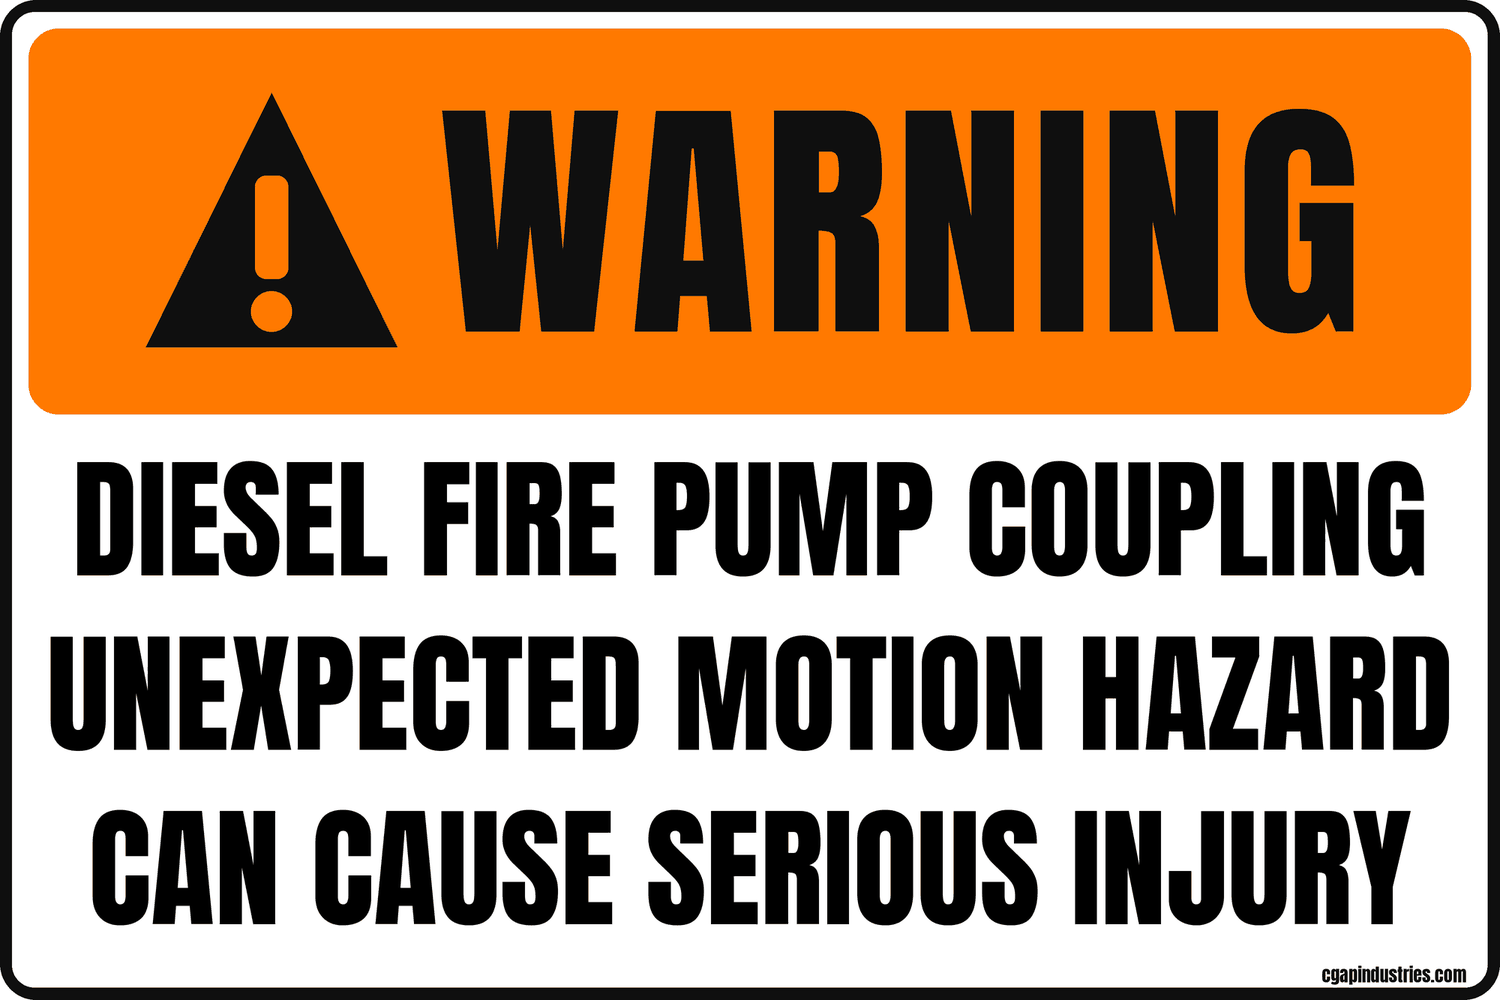 WARNING
DIESEL FIRE PUMP COUPLING
UNEXPECTED MOTION HAZARD
CAN CAUSE SERIOUS INJURY
cgapindustries.com